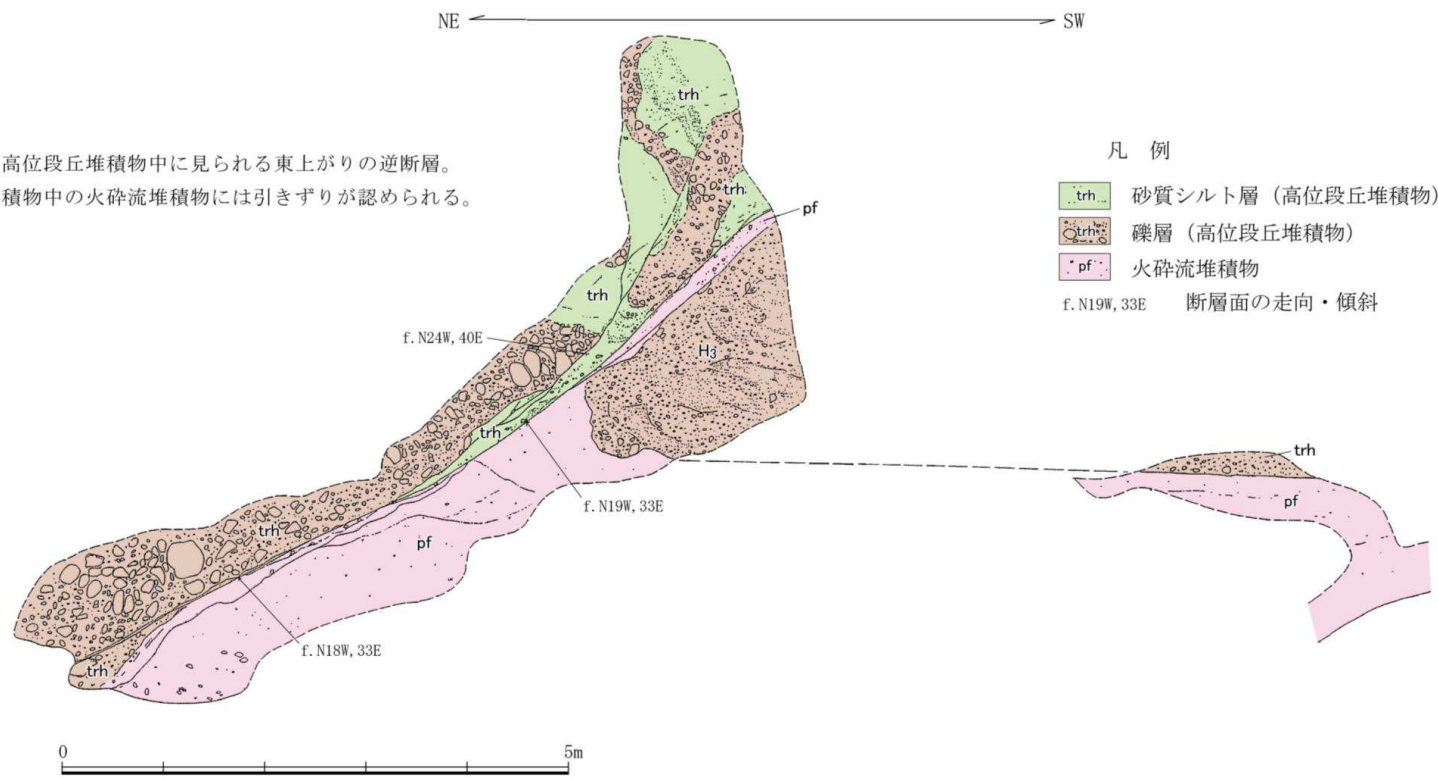 NE SW
高位段丘堆積物中に見られる東上がりの逆断層。
積物中の火砕流堆積物には引きずりが認められる。
凡 例
trh 砂質シルト層（高位段丘堆積物）
trh 礫層（高位段丘堆積物）
pf 火砕流堆積物
f.N19W,33E 断層面の走向・傾斜
trh
trh
pf
trh
f.N24W,40E
H3
trh
trh
pf
f.N19W,33E
trh
pf
f.N18W,33E
trh
0 5m